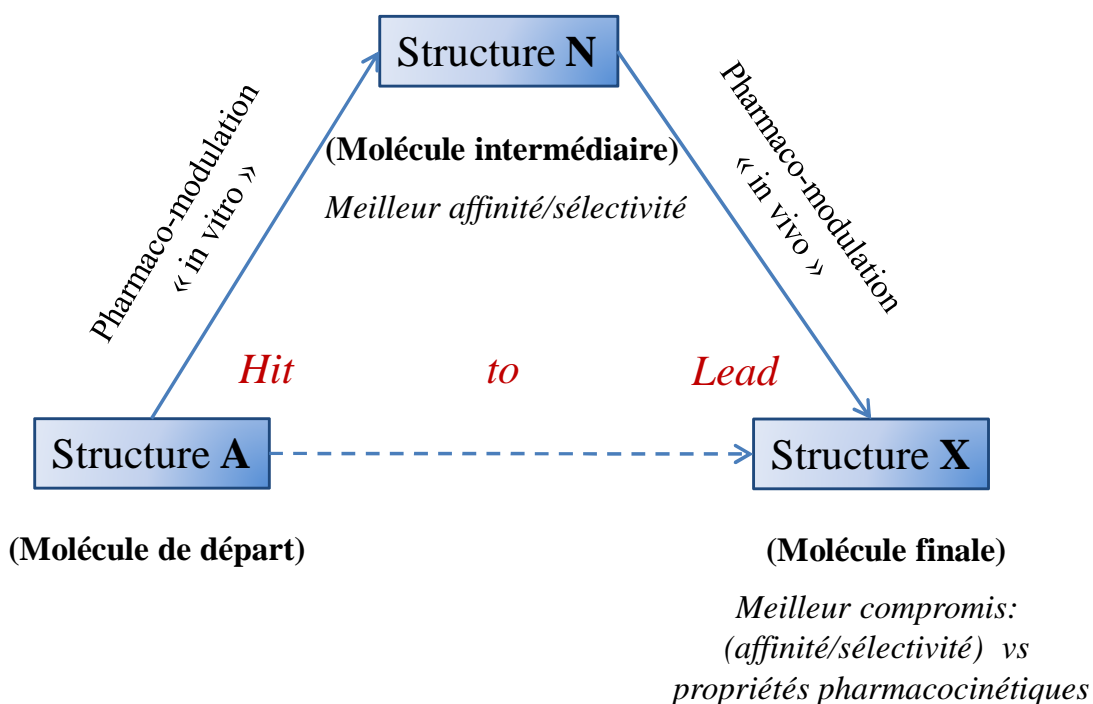 Structure N
Pharmaco-modulation
« in vitro »
Pharmaco-modulation
« in vivo »
(Molécule intermédiaire)
Meilleur affinité/sélectivité
Hit to Lead
Structure A
Structure X
(Molécule de départ)
(Molécule finale)
Meilleur compromis:
(affinité/sélectivité) vs
propriétés pharmacocinétiques